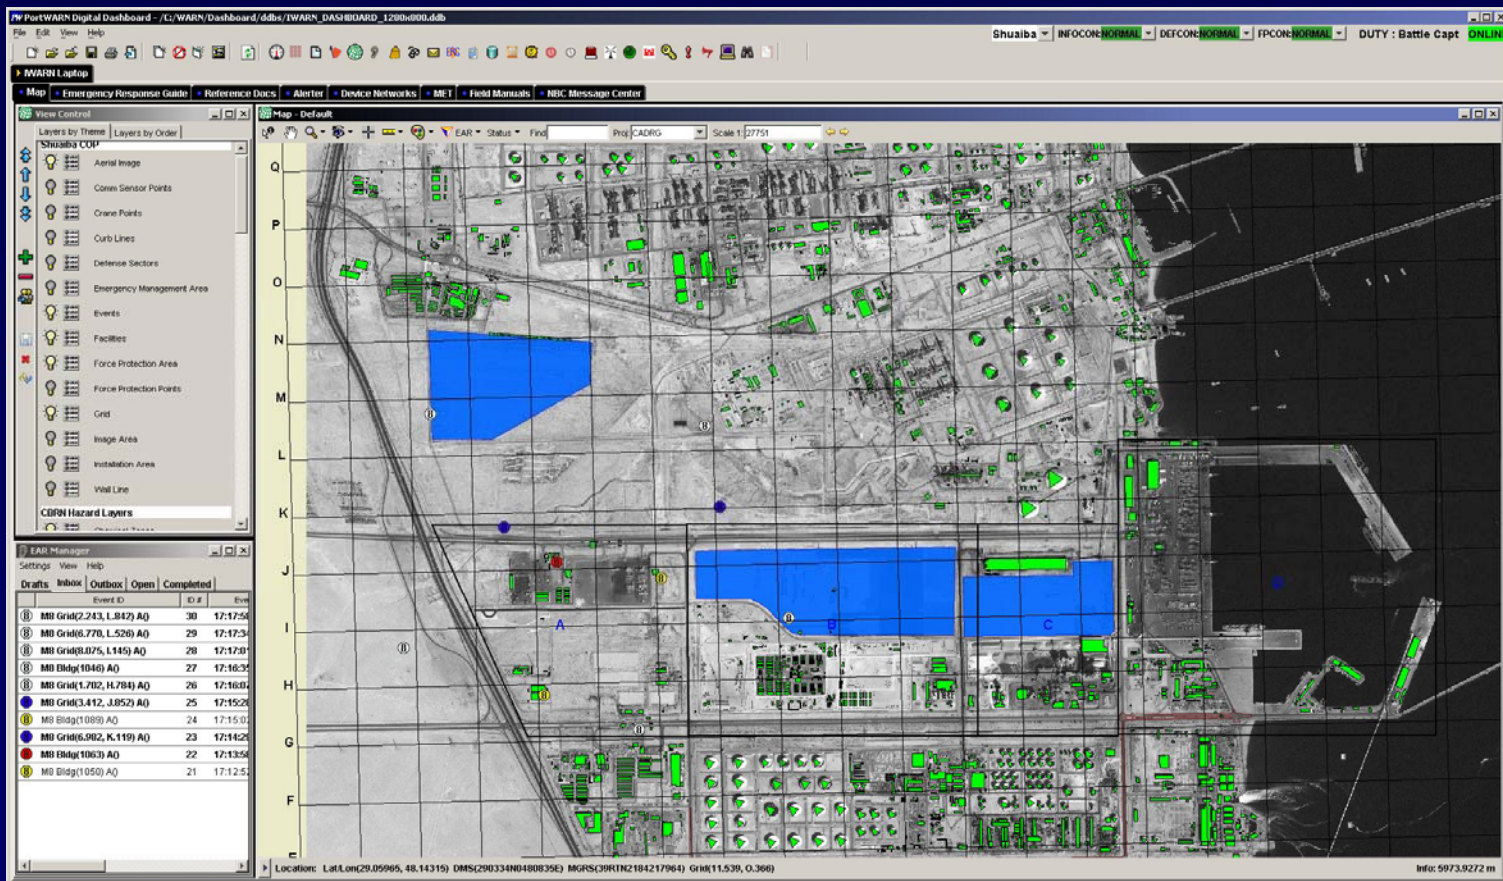 PortWARN Digital Dashboard - /C:/WARN/Dashboard/ddbs/IWARN_DASHBOARD_1280x800.ddb
File Edit View Help
Shuaiba INFOCON: NORMAL DEFCON: NORMAL FPCON: NORMAL DUTY : Battle Capt ONLIN
IWARN Laptop
Map Emergency Response Guide Reference Docs Alerter Device Networks MET Field Manuals NBC Message Center
View Control
Layers by Theme Layers by Order
Shuaiba COP
Aerial Image
Comm Sensor Points
Crane Points
Curb Lines
Defense Sectors
Emergency Management Area
Events
Facilities
Force Protection Area
Force Protection Points
Grid
Image Area
Installation Area
Wall Line
CBRN Hazard Layers
EAR Manager
Settings View Help
Drafts Inbox Outbox Open Completed
Event ID ID # Eve
M8 Grid(2.243, L.842) A() 30 17:17:5
M8 Grid(6.770, L.526) A() 29 17:17:3
M8 Grid(8.075, I.145) A() 28 17:17:0
M8 Bldg(1046) A() 27 17:16:3
M8 Grid(1.702, H.784) A() 26 17:16:0
M8 Grid(3.412, J.852) A() 25 17:15:2
M8 Bldg(1089) A() 24 17:15:0
M8 Grid(6.902, K.119) A() 23 17:14:2
M8 Bldg(1063) A() 22 17:13:5
M8 Bldg(1050) A() 21 17:12:5
Map - Default
EAR Status Find Proj: CADRG Scale 1: 27751
Q
P
O
N
M
L
K
J
I
H
G
F
A B C D
Location: Lat/Lon(29.05965, 48.14315) DMS(290334N0480835E) MGRS(39RTN2184217964) Grid(11.539, O.366) Info: 5973.9272 m